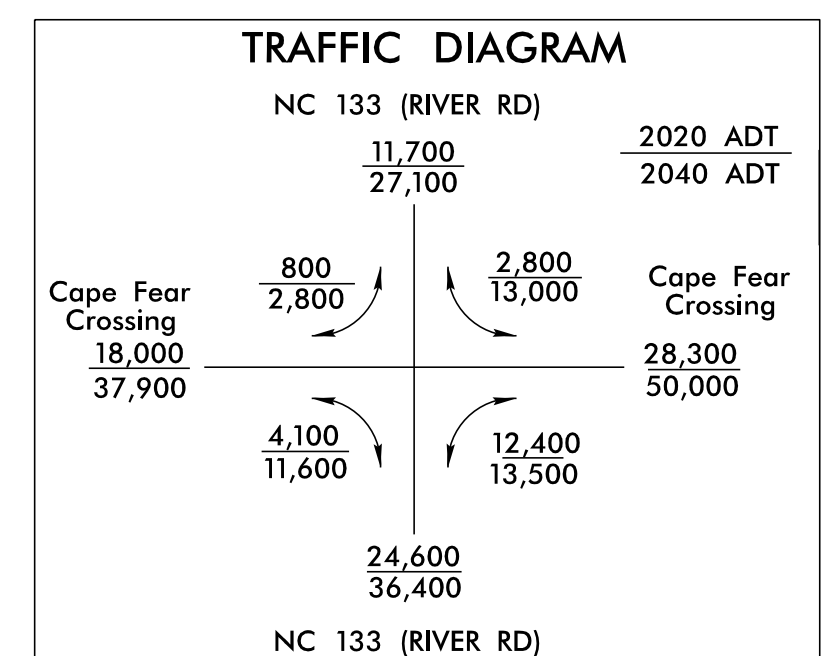 TRAFFIC DIAGRAM
NC 133 (RIVER RD)
11,700
27,100
2020 ADT
2040 ADT
800
2,800
2,800
13,000
Cape Fear
Crossing
18,000
37,900
Cape Fear
Crossing
28,300
50,000
4,100
11,600
12,400
13,500
24,600
36,400
NC 133 (RIVER RD)